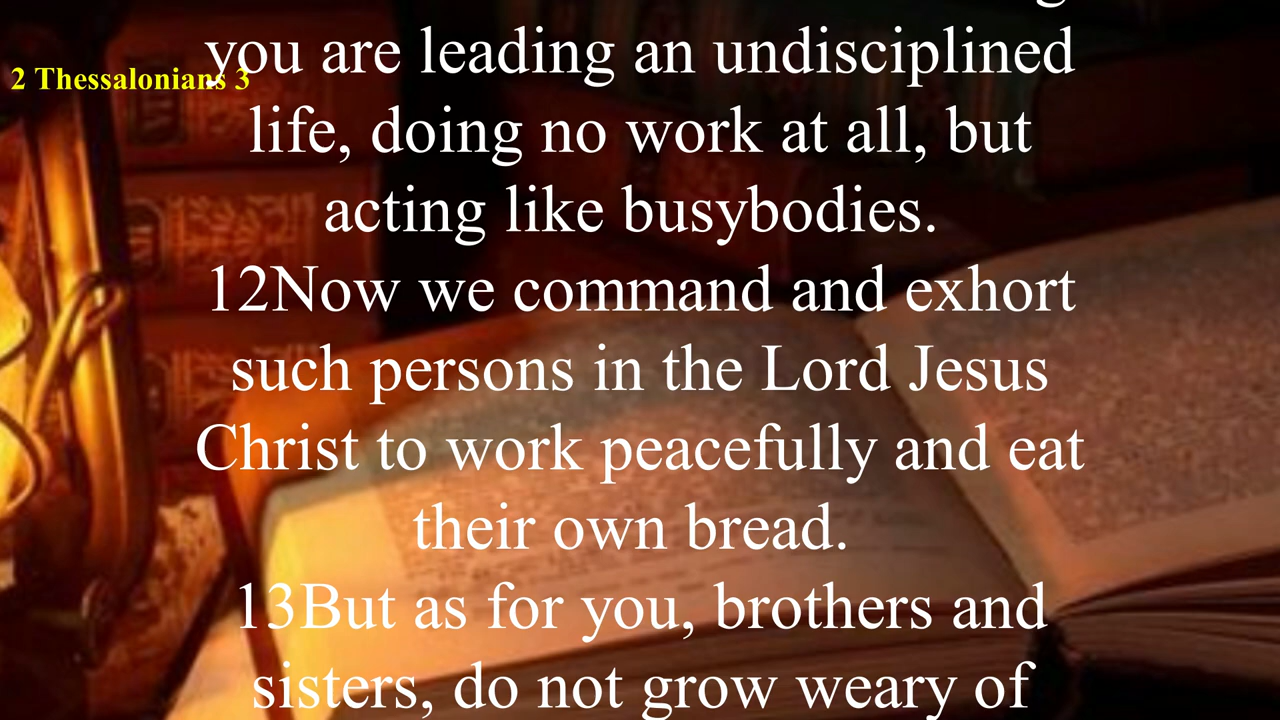 2 Thessalonians 3
you are leading an undisciplined
life, doing no work at all, but
acting like busybodies.
12Now we command and exhort
such persons in the Lord Jesus
Christ to work peacefully and eat
their own bread.
13But as for you, brothers and
sisters, do not grow weary of